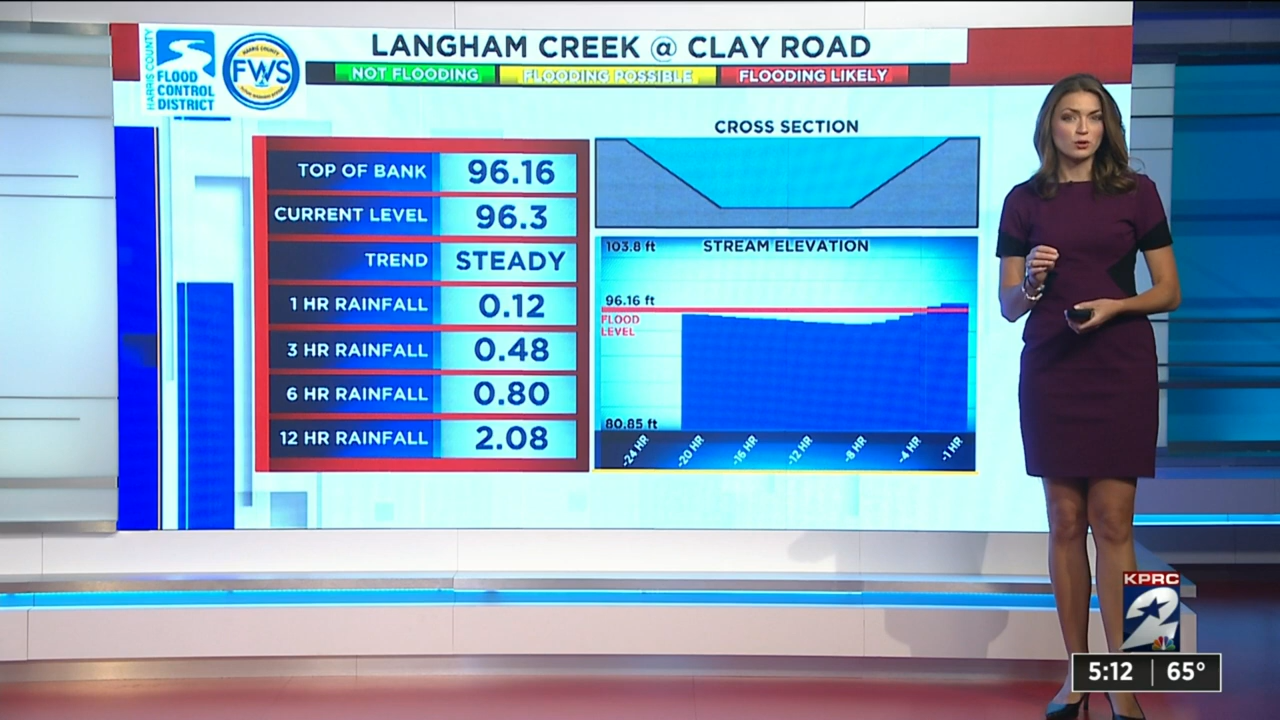 LANGHAM CREEK @ CLAY ROAD
NOT FLOODING
FLOODING POSSIBLE
FLOODING LIKELY
HARRIS COUNTY
FLOOD
CONTROL
DISTRICT
HARRIS COUNTY
FWS
TOP OF BANK 96.16
CURRENT LEVEL 96.3
TREND STEADY
1 HR RAINFALL 0.12
3 HR RAINFALL 0.48
6 HR RAINFALL 0.80
12 HR RAINFALL 2.08
CROSS SECTION
STREAM ELEVATION
103.8 ft
96.16 ft
FLOOD
LEVEL
80.85 ft
-24 HR -20 HR -16 HR -12 HR -8 HR -4 HR -1 HR
KPRC
2
5:12 65°